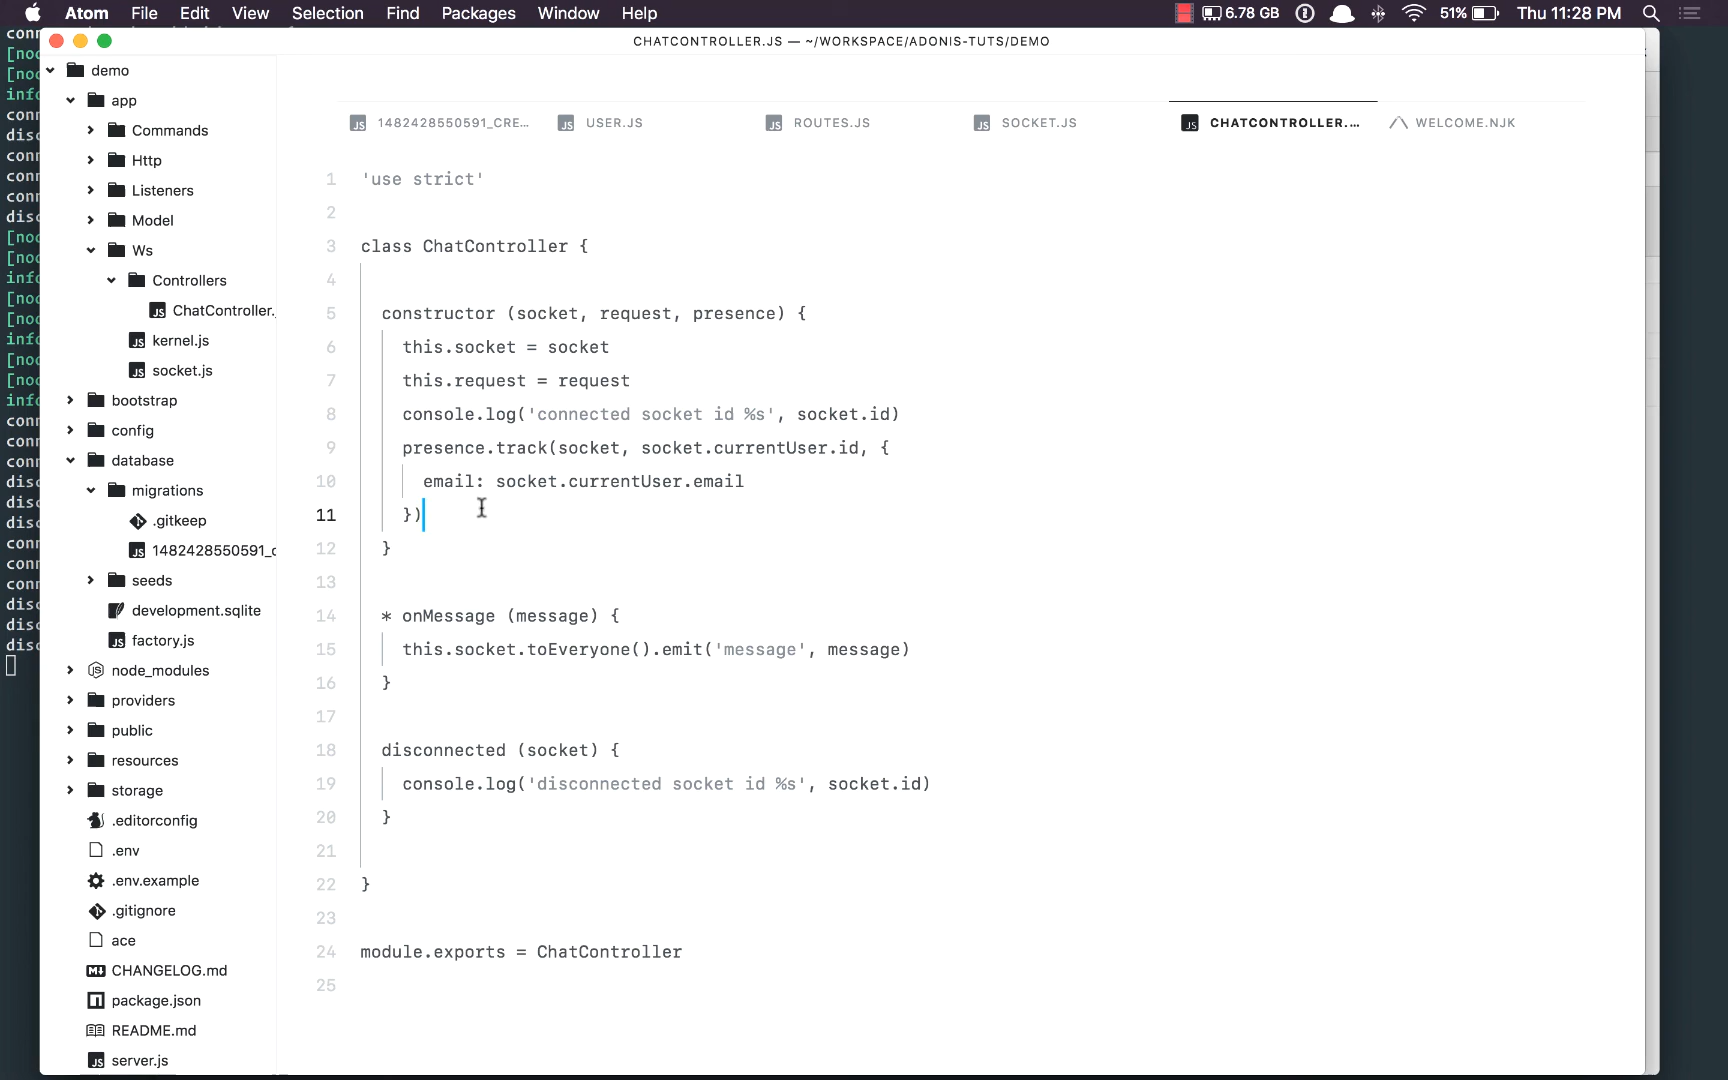 Atom File Edit View Selection Find Packages Window Help 6.78 GB 51% Thu 11:28 PM
CHATCONTROLLER.JS — ~/WORKSPACE/ADONIS-TUTS/DEMO
demo
app
Commands
Http
Listeners
Model
Ws
Controllers
ChatController.
kernel.js
socket.js
bootstrap
config
database
migrations
.gitkeep
1482428550591_c
seeds
development.sqlite
factory.js
node_modules
providers
public
resources
storage
.editorconfig
.env
.env.example
.gitignore
ace
CHANGELOG.md
package.json
README.md
server.js
1482428550591_CRE… USER.JS ROUTES.JS SOCKET.JS CHATCONTROLLER.… WELCOME.NJK
1 'use strict'
2
3 class ChatController {
4
5 constructor (socket, request, presence) {
6 this.socket = socket
7 this.request = request
8 console.log('connected socket id %s', socket.id)
9 presence.track(socket, socket.currentUser.id, {
10 email: socket.currentUser.email
11 })
12 }
13
14 * onMessage (message) {
15 this.socket.toEveryone().emit('message', message)
16 }
17
18 disconnected (socket) {
19 console.log('disconnected socket id %s', socket.id)
20 }
21
22 }
23
24 module.exports = ChatController
25